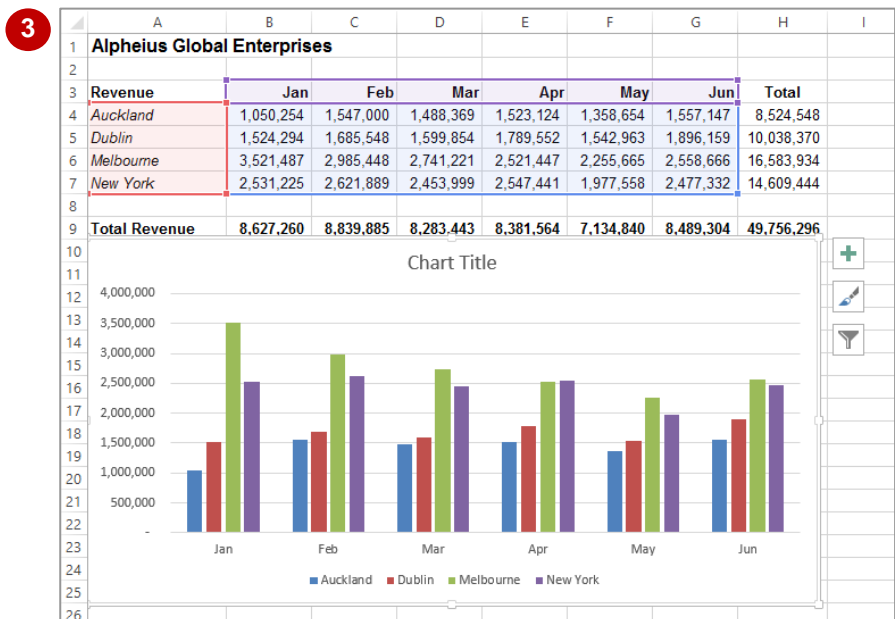 3
A B C D E F G H I
1 Alpheius Global Enterprises
2
3 Revenue Jan Feb Mar Apr May Jun Total
4 Auckland 1,050,254 1,547,000 1,488,369 1,523,124 1,358,654 1,557,147 8,524,548
5 Dublin 1,524,294 1,685,548 1,599,854 1,789,552 1,542,963 1,896,159 10,038,370
6 Melbourne 3,521,487 2,985,448 2,741,221 2,521,447 2,255,665 2,558,666 16,583,934
7 New York 2,531,225 2,621,889 2,453,999 2,547,441 1,977,558 2,477,332 14,609,444
8
9 Total Revenue 8,627,260 8,839,885 8,283,443 8,381,564 7,134,840 8,489,304 49,756,296
10
11
12
13
14
15
16
17
18
19
20
21
22
23
24
25
26
Chart Title
4,000,000
3,500,000
3,000,000
2,500,000
2,000,000
1,500,000
1,000,000
500,000
-
Jan Feb Mar Apr May Jun
Auckland Dublin Melbourne New York